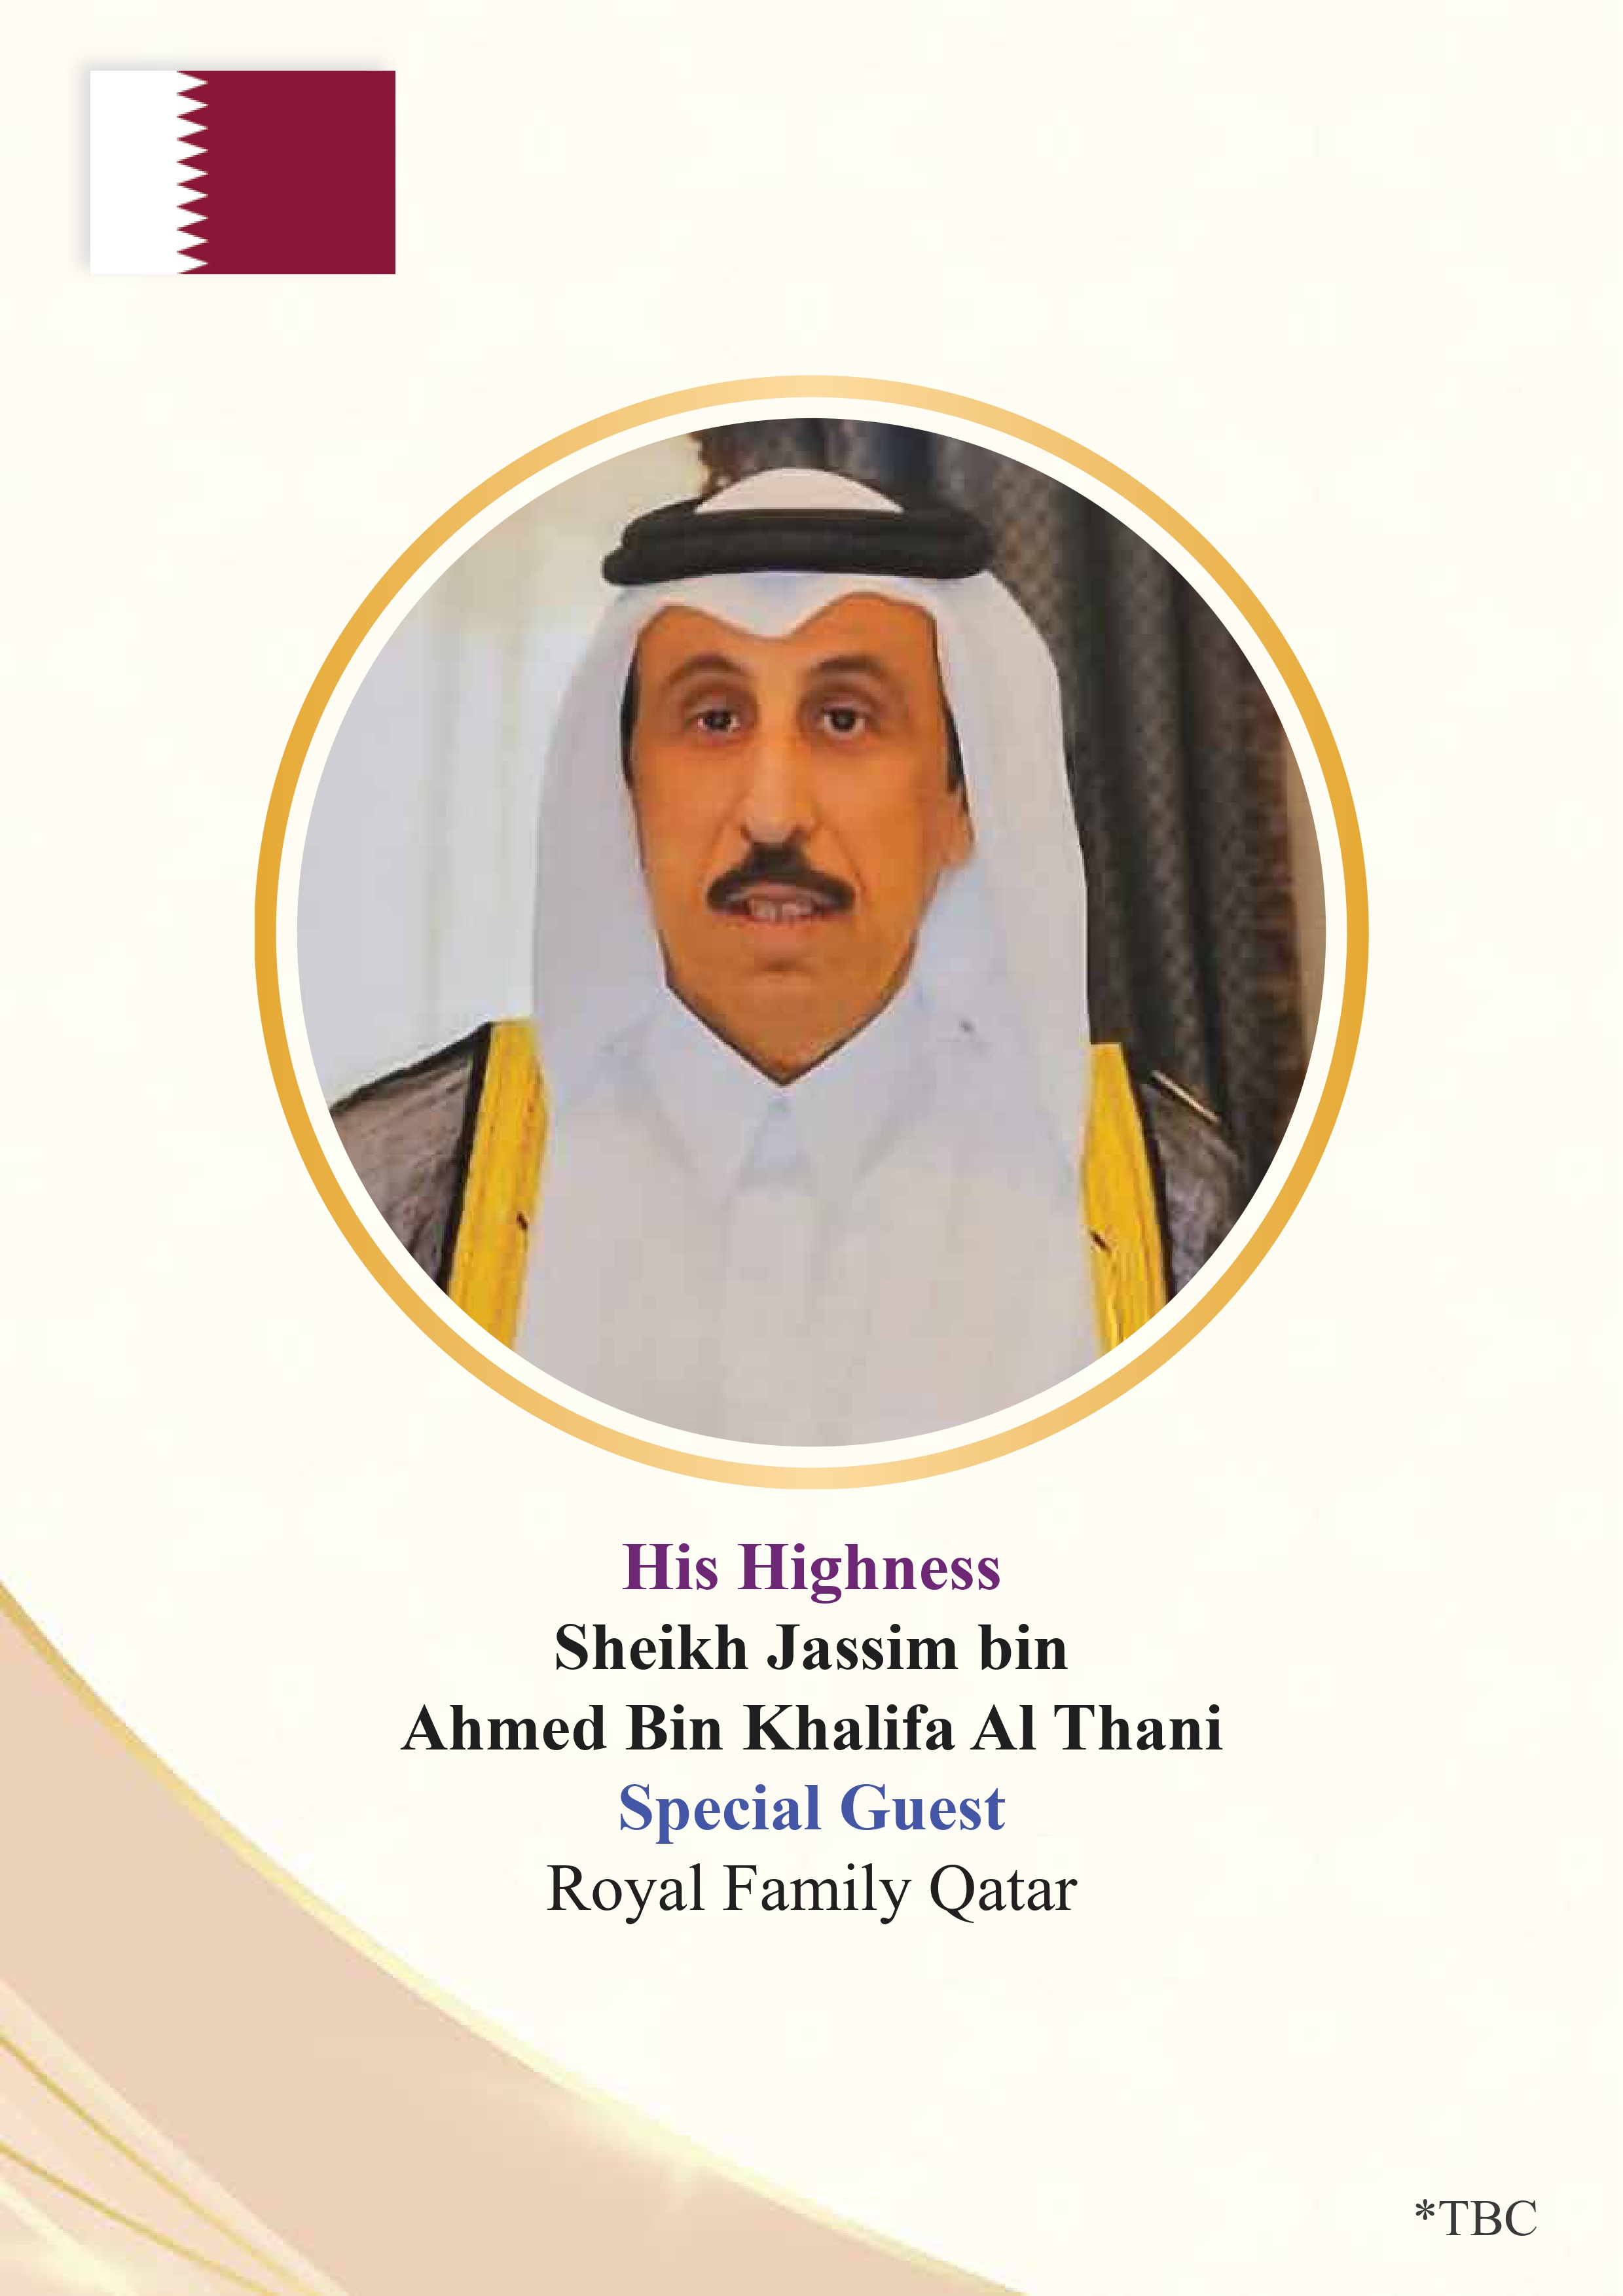 His Highness
Sheikh Jassim bin
Ahmed Bin Khalifa Al Thani
Special Guest
Royal Family Qatar
*TBC